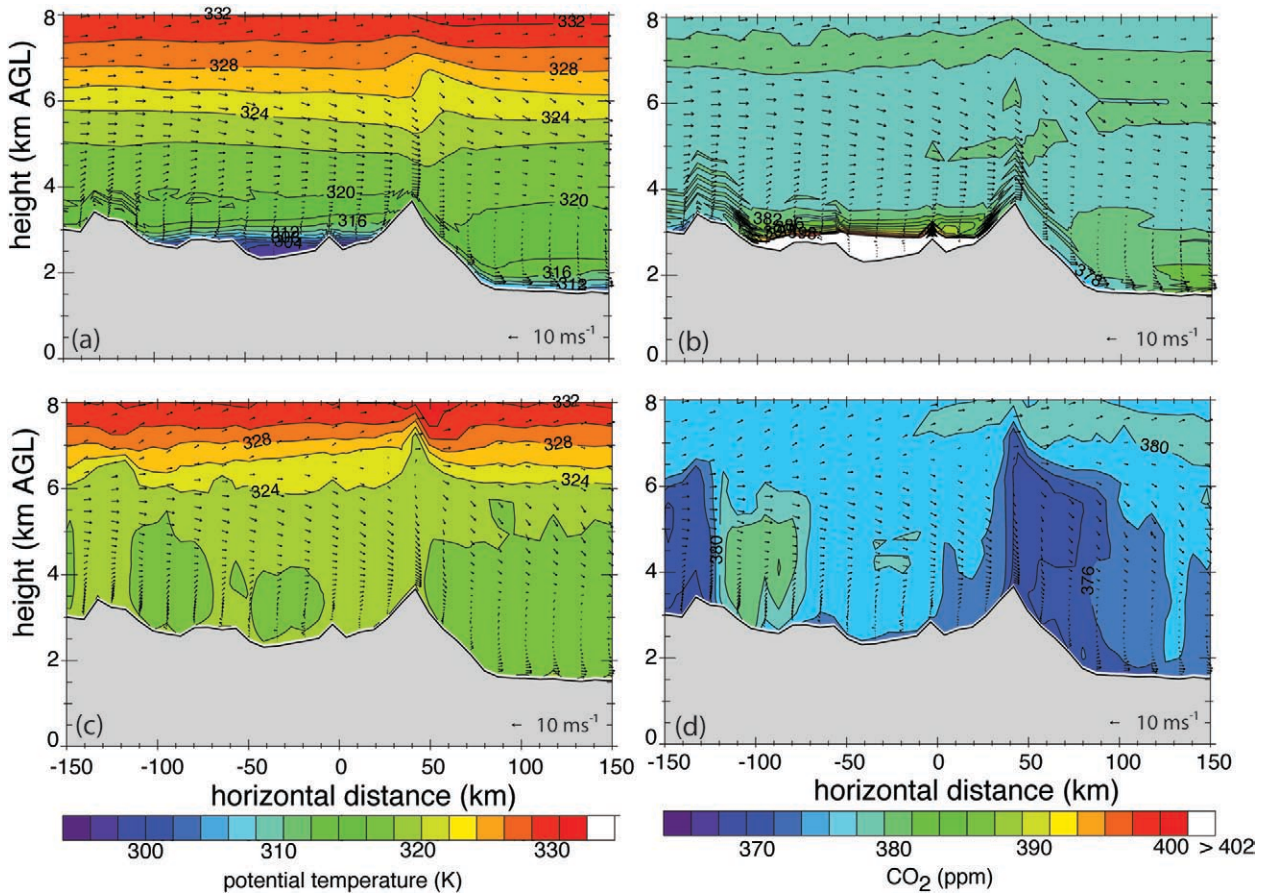 height (km AGL)
8
6
4
2
0
332
328
324
320
316
312
304
320
316
312
(a)
10 ms⁻¹
328
324
8
6
4
2
0
382
378
(b)
10 ms⁻¹
height (km AGL)
8
6
4
2
0
332
328
324
328
324
(c)
10 ms⁻¹
-150 -100 -50 0 50 100 150
horizontal distance (km)
8
6
4
2
0
380
380
376
(d)
10 ms⁻¹
-150 -100 -50 0 50 100 150
horizontal distance (km)
300 310 320 330
potential temperature (K)
370 380 390 400 > 402
CO₂ (ppm)